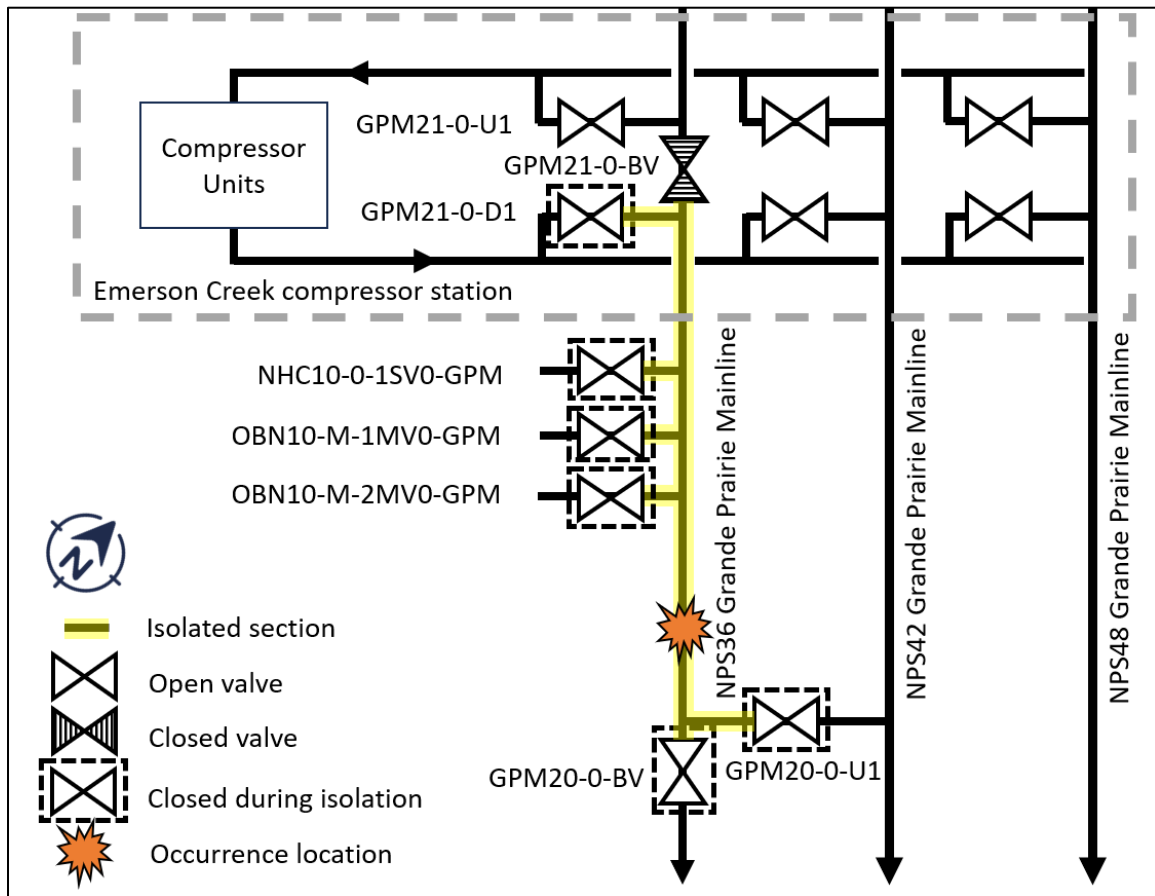 GPM21-0-U1
Compressor
Units
GPM21-0-BV
GPM21-0-D1
Emerson Creek compressor station
NHC10-0-1SV0-GPM
OBN10-M-1MV0-GPM
OBN10-M-2MV0-GPM
NPS36 Grande Prairie Mainline
NPS42 Grande Prairie Mainline
NPS48 Grande Prairie Mainline
N
Isolated section
Open valve
Closed valve
Closed during isolation
Occurrence location
GPM20-0-BV
GPM20-0-U1